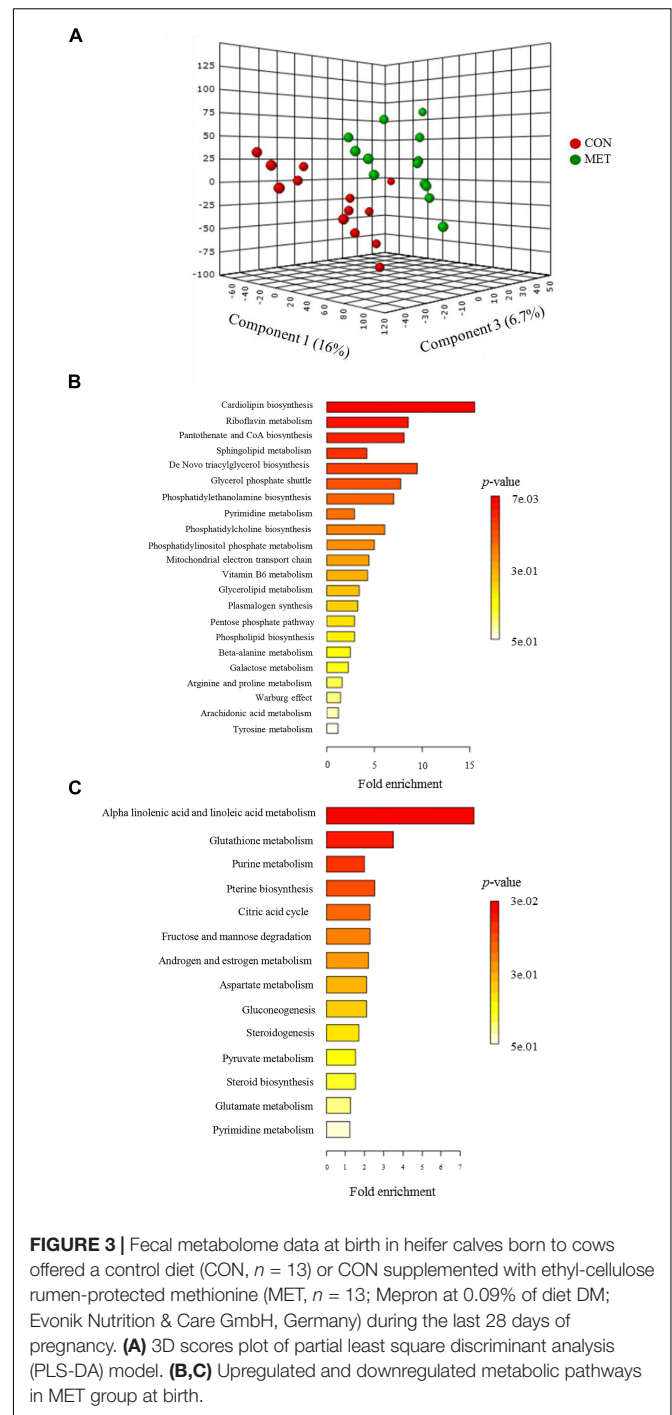 A
125
100
75
50
25
0
-25
-50
-75
-100
-60
-40
-20
0
20
40
60
80
100
120
-40
-30
-20
-10
0
10
20
30
40
50
Component 1 (16%)
Component 3 (6.7%)
CON
MET
B
Cardiolipin biosynthesis
Riboflavin metabolism
Pantothenate and CoA biosynthesis
Sphingolipid metabolism
De Novo triacylglycerol biosynthesis
Glycerol phosphate shuttle
Phosphatidylethanolamine biosynthesis
Pyrimidine metabolism
Phosphatidylcholine biosynthesis
Phosphatidylinositol phosphate metabolism
Mitochondrial electron transport chain
Vitamin B6 metabolism
Glycerolipid metabolism
Plasmalogen synthesis
Pentose phosphate pathway
Phospholipid biosynthesis
Beta-alanine metabolism
Galactose metabolism
Arginine and proline metabolism
Warburg effect
Arachidonic acid metabolism
Tyrosine metabolism
0 5 10 15
Fold enrichment
p-value
7e.03
3e.01
5e.01
C
Alpha linolenic acid and linoleic acid metabolism
Glutathione metabolism
Purine metabolism
Pterine biosynthesis
Citric acid cycle
Fructose and mannose degradation
Androgen and estrogen metabolism
Aspartate metabolism
Gluconeogenesis
Steroidogenesis
Pyruvate metabolism
Steroid biosynthesis
Glutamate metabolism
Pyrimidine metabolism
0 1 2 3 4 5 6 7
Fold enrichment
p-value
3e.02
3e.01
5e.01
FIGURE 3 | Fecal metabolome data at birth in heifer calves born to cows
offered a control diet (CON, n = 13) or CON supplemented with ethyl-cellulose
rumen-protected methionine (MET, n = 13; Mepron at 0.09% of diet DM;
Evonik Nutrition & Care GmbH, Germany) during the last 28 days of
pregnancy. (A) 3D scores plot of partial least square discriminant analysis
(PLS-DA) model. (B,C) Upregulated and downregulated metabolic pathways
in MET group at birth.